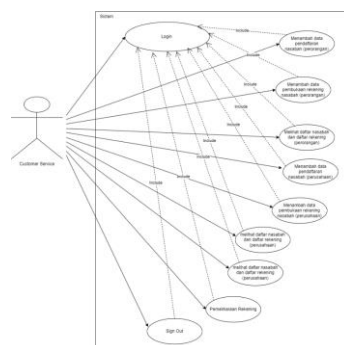 Sistem
Login
Include
Menambah data
pendaftaran
nasabah (perorangan)
Include
Menambah data
pembukaan rekening
nasabah (perorangan)
Include
Melihat daftar nasabah
dan daftar rekening
(perorangan)
Include
Menambah data
pendaftaran
nasabah (perusahaan)
Customer Service
Include
Include
Include
Menambah data
pembukaan rekening
nasabah (perusahaan)
Include
Melihat daftar nasabah
dan daftar rekening
(perusahaan)
Melihat daftar nasabah
dan daftar rekening
(perusahaan)
Pemeliharaan Rekening
Sign Out